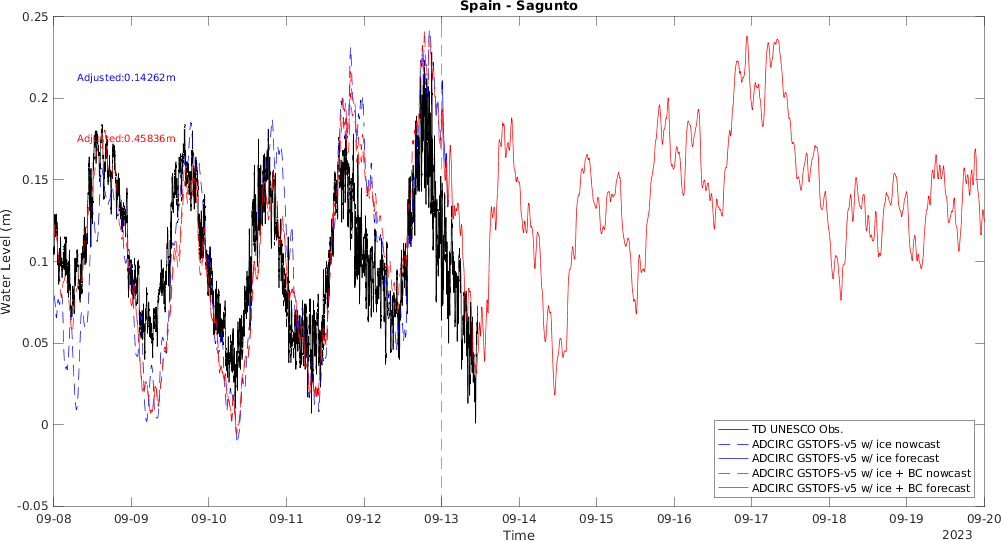 Spain - Sagunto
0.25
0.2
0.15
0.1
0.05
0
-0.05
Water Level (m)
Adjusted:0.14262m
Adjusted:0.45836m
TD UNESCO Obs.
ADCIRC GSTOFS-v5 w/ ice nowcast
ADCIRC GSTOFS-v5 w/ ice forecast
ADCIRC GSTOFS-v5 w/ ice + BC nowcast
ADCIRC GSTOFS-v5 w/ ice + BC forecast
09-08 09-09 09-10 09-11 09-12 09-13 09-14 09-15 09-16 09-17 09-18 09-19 09-20
Time
2023